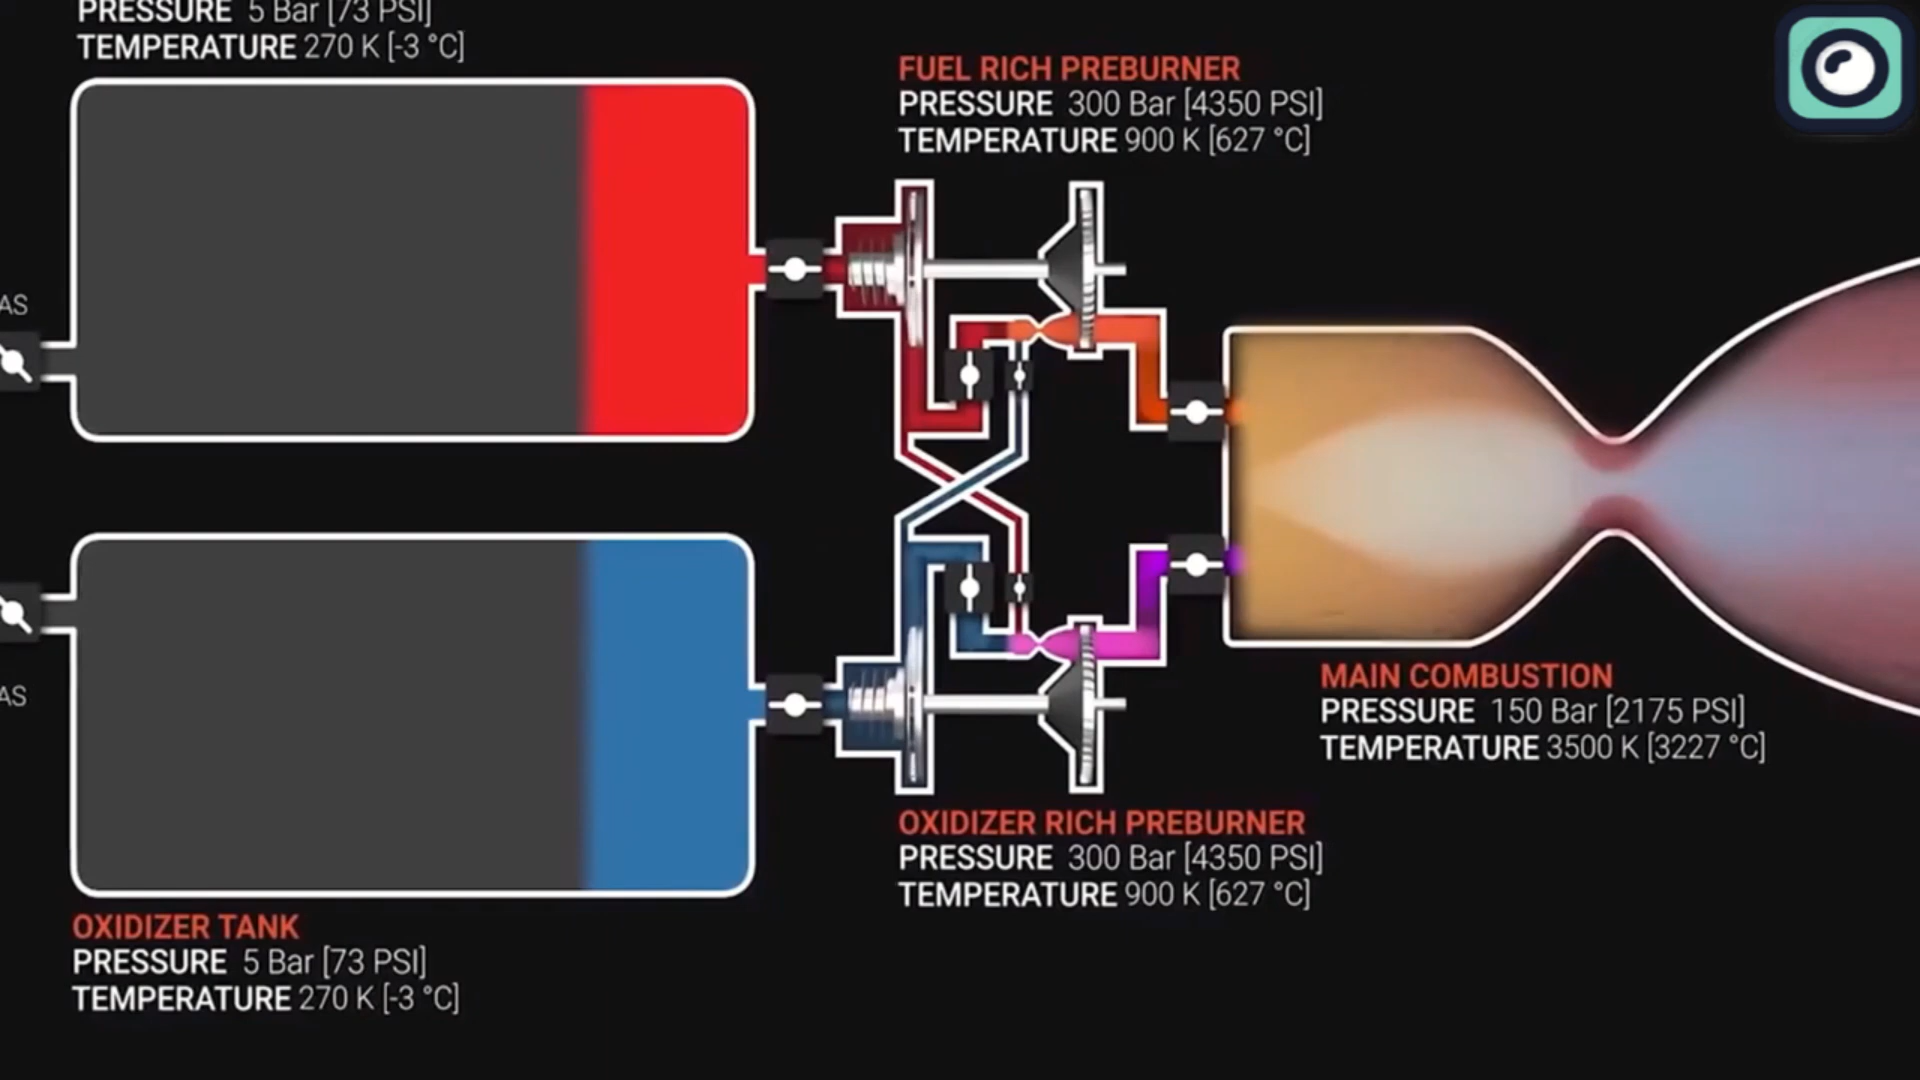 PRESSURE 5 Bar [73 PSI]
TEMPERATURE 270 K [-3 °C]
FUEL RICH PREBURNER
PRESSURE 300 Bar [4350 PSI]
TEMPERATURE 900 K [627 °C]
AS
AS
MAIN COMBUSTION
PRESSURE 150 Bar [2175 PSI]
TEMPERATURE 3500 K [3227 °C]
OXIDIZER RICH PREBURNER
PRESSURE 300 Bar [4350 PSI]
TEMPERATURE 900 K [627 °C]
OXIDIZER TANK
PRESSURE 5 Bar [73 PSI]
TEMPERATURE 270 K [-3 °C]